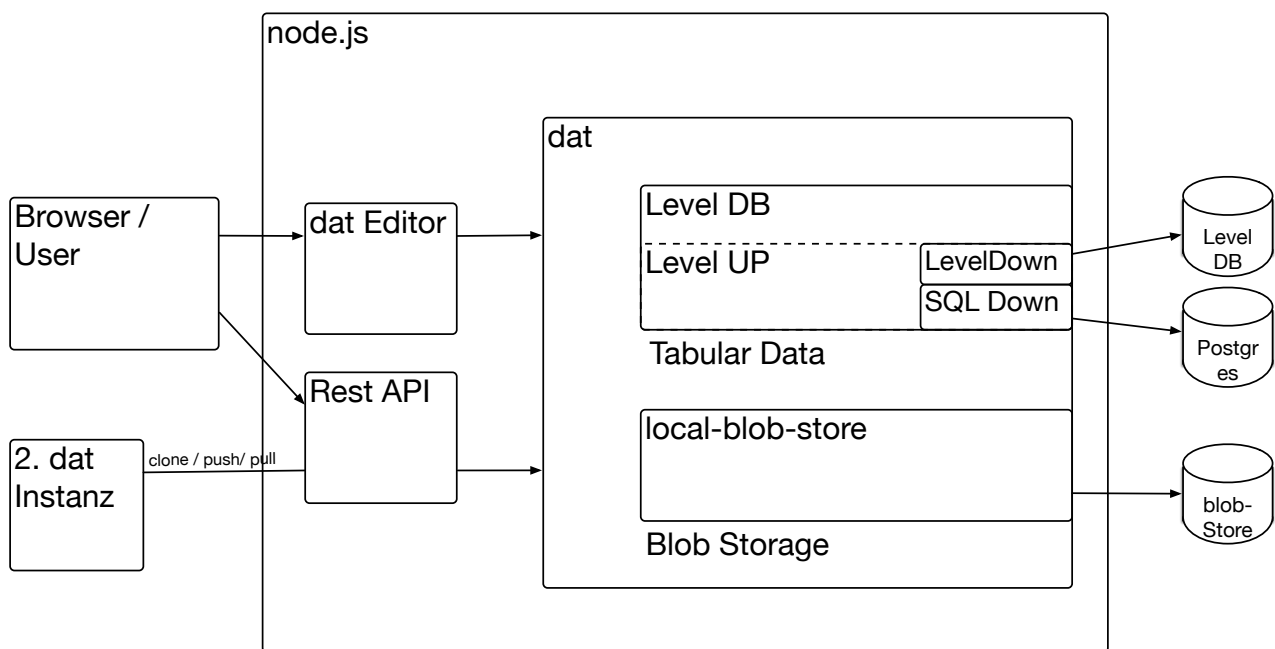 node.js
dat
Browser /
User
dat Editor
Level DB
Level UP
LevelDown
SQL Down
Tabular Data
Level
DB
Postgr
es
Rest API
2. dat
Instanz
clone / push/ pull
local-blob-store
Blob Storage
blob-
Store